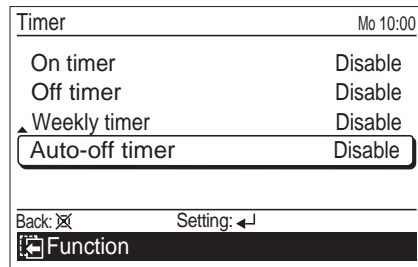 Timer Mo 10:00
On timer Disable
Off timer Disable
Weekly timer Disable
Auto-off timer Disable
Back: Setting:
Function